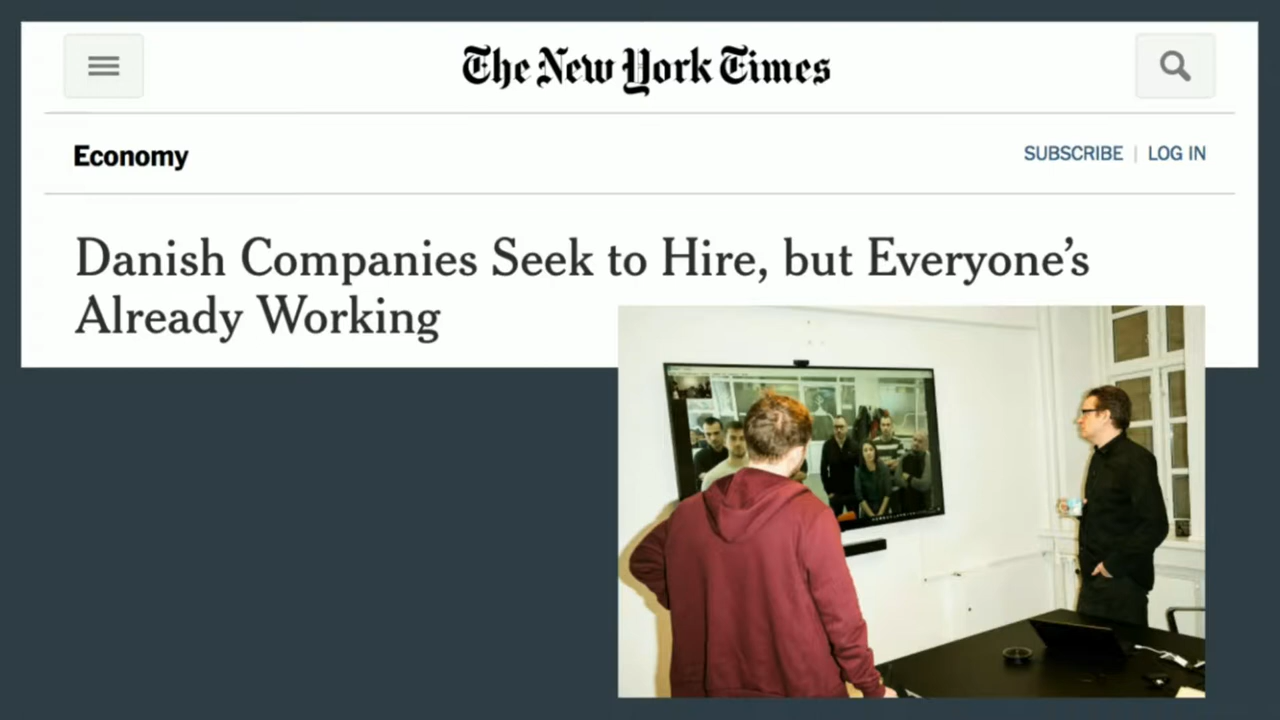 The New York Times
Economy
SUBSCRIBE | LOG IN
Danish Companies Seek to Hire, but Everyone’s
Already Working